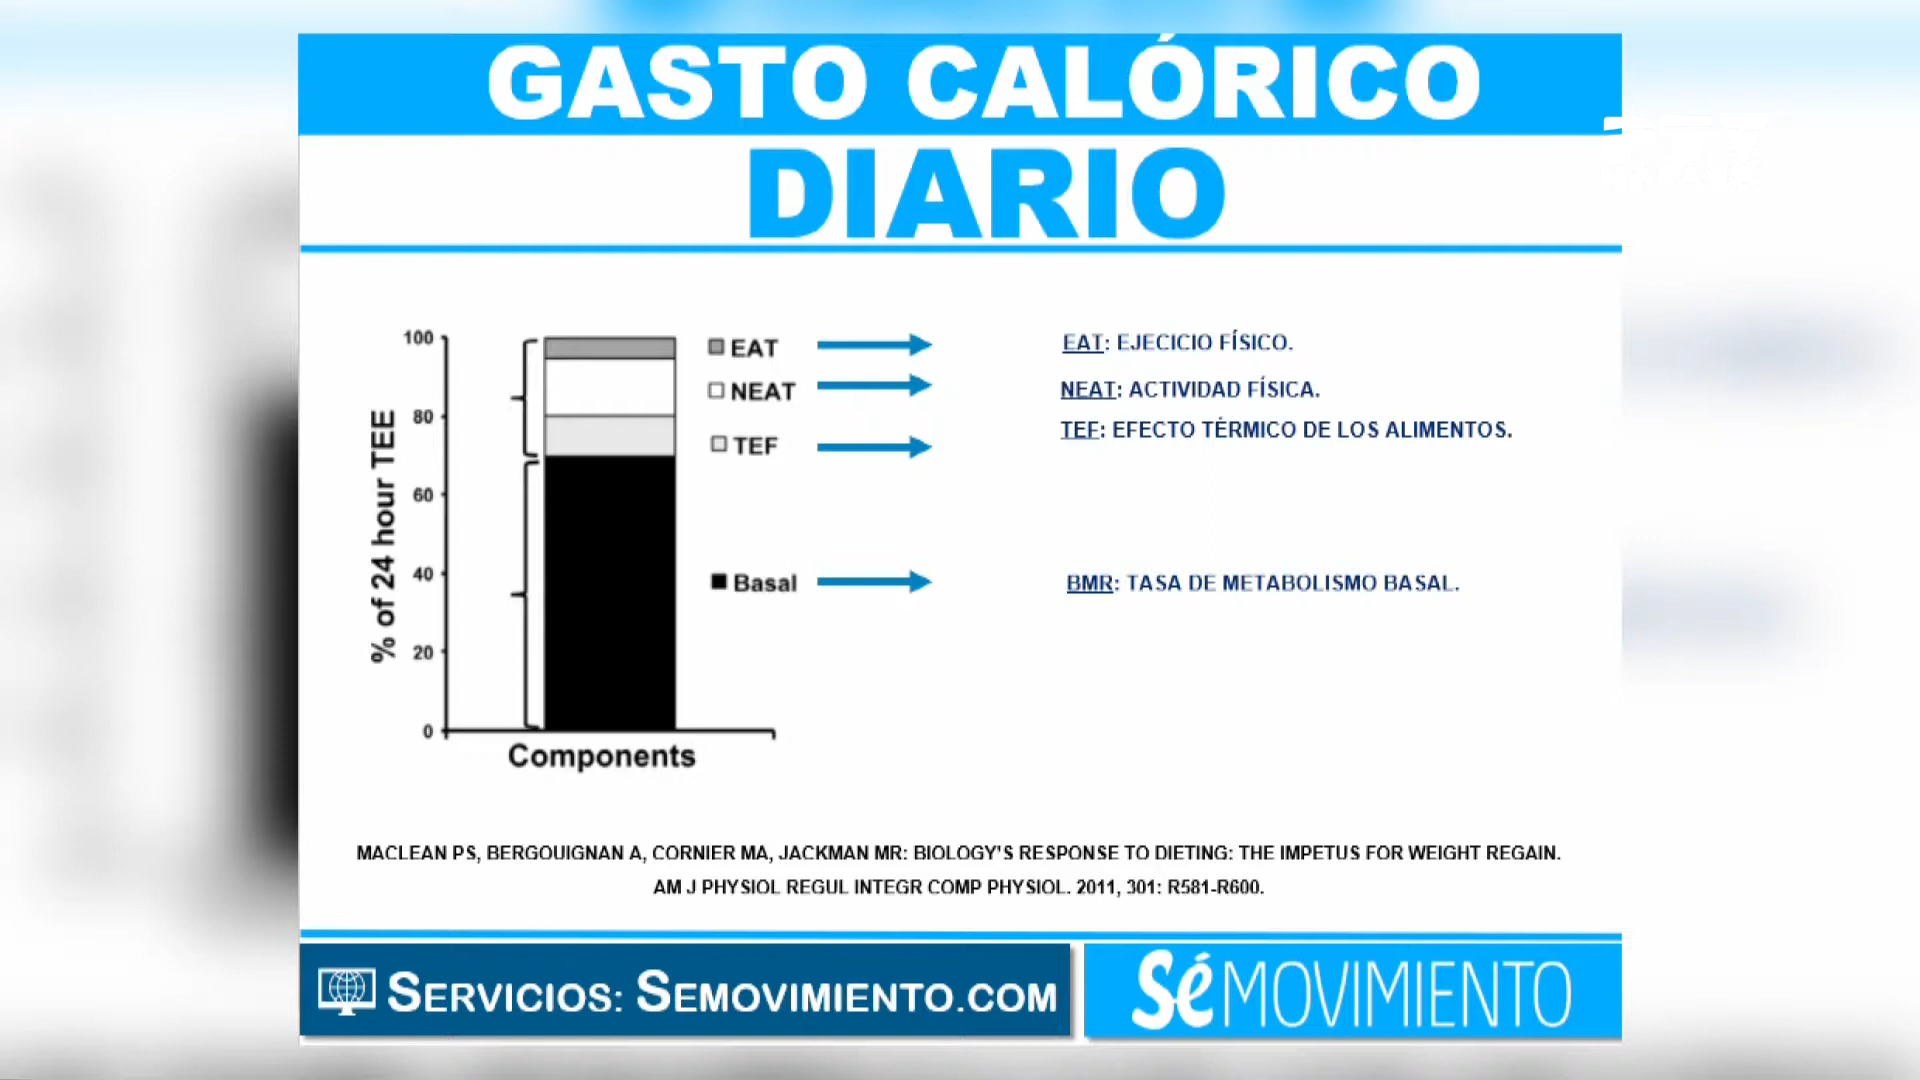 GASTO CALÓRICO
DIARIO
% of 24 hour TEE
100
80
60
40
20
0
Components
EAT
NEAT
TEF
Basal
EAT: EJECICIO FÍSICO.
NEAT: ACTIVIDAD FÍSICA.
TEF: EFECTO TÉRMICO DE LOS ALIMENTOS.
BMR: TASA DE METABOLISMO BASAL.
MACLEAN PS, BERGOUIGNAN A, CORNIER MA, JACKMAN MR: BIOLOGY'S RESPONSE TO DIETING: THE IMPETUS FOR WEIGHT REGAIN.
AM J PHYSIOL REGUL INTEGR COMP PHYSIOL. 2011, 301: R581-R600.
SERVICIOS: SEMOVIMIENTO.COM
Sé MOVIMIENTO